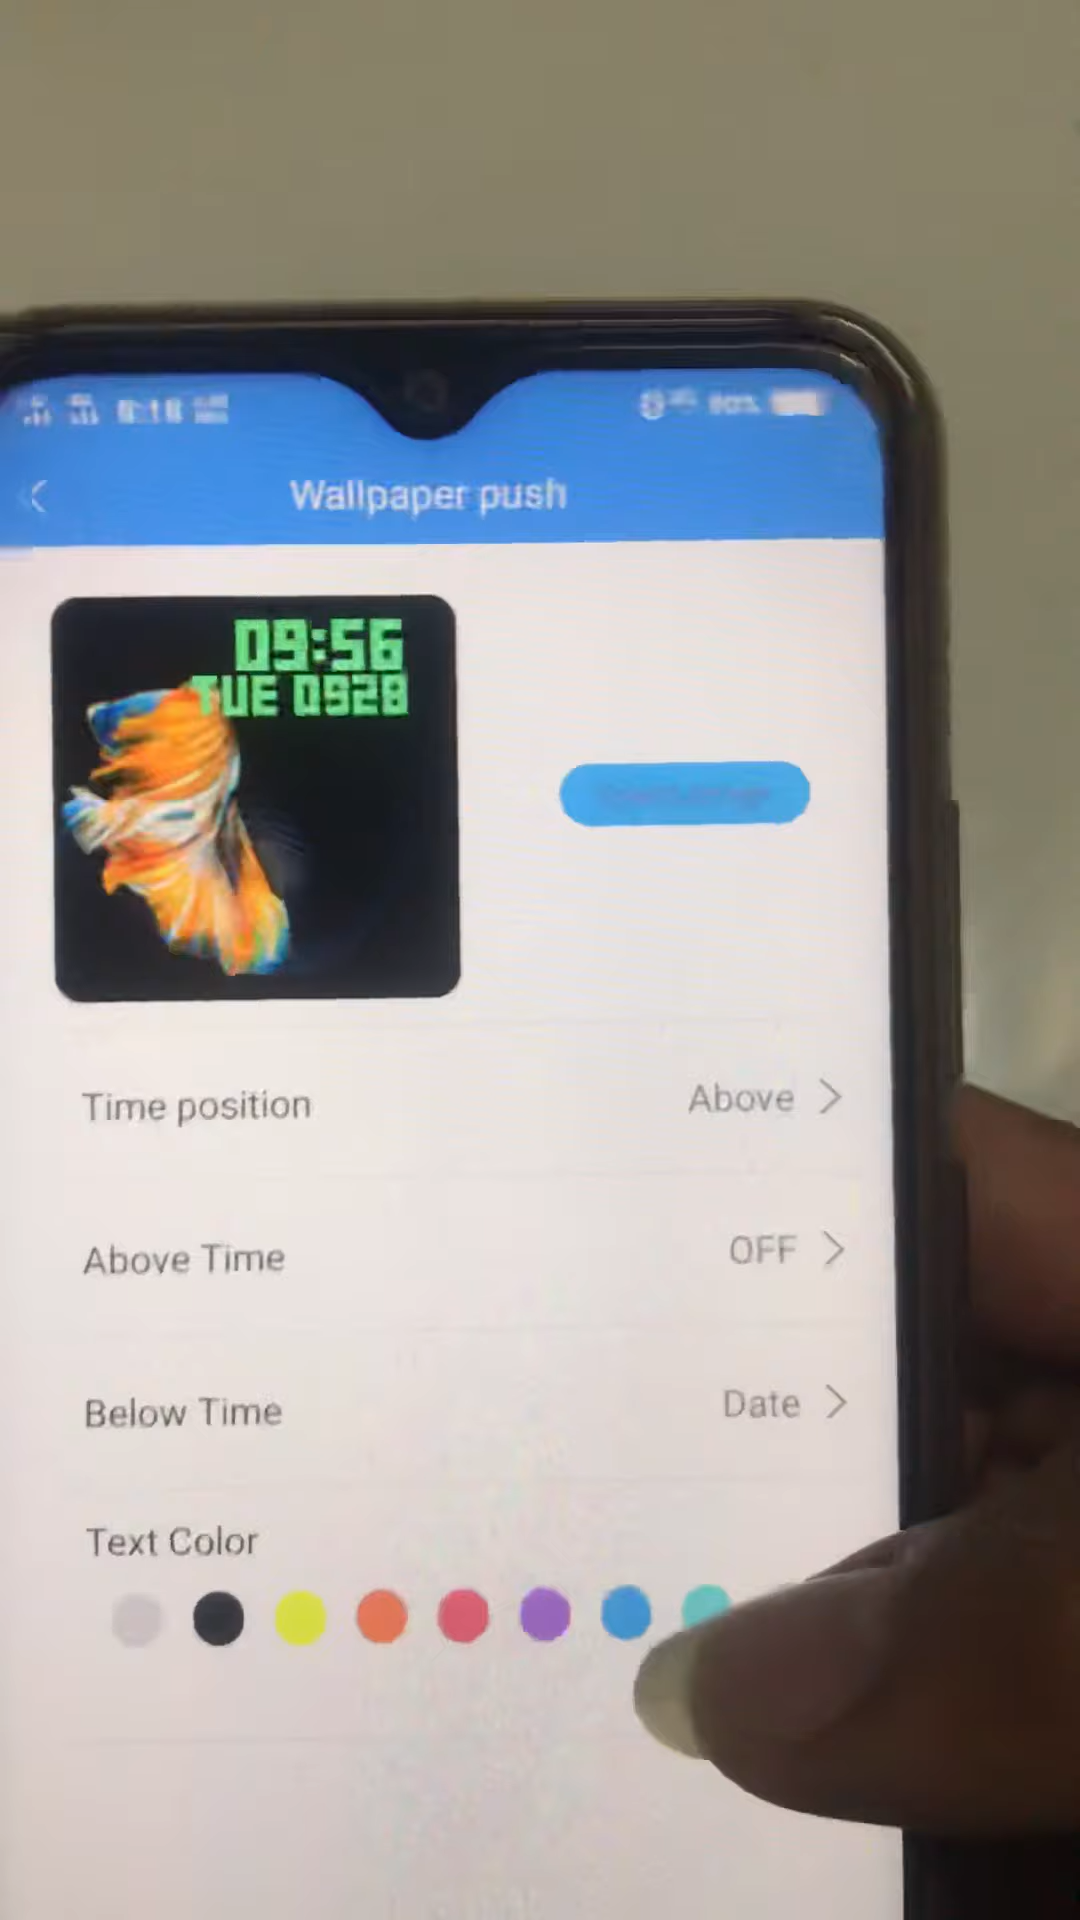 Wallpaper push
09:56
TUE 0928
Time position
Above
Above Time
OFF
Below Time
Date
Text Color